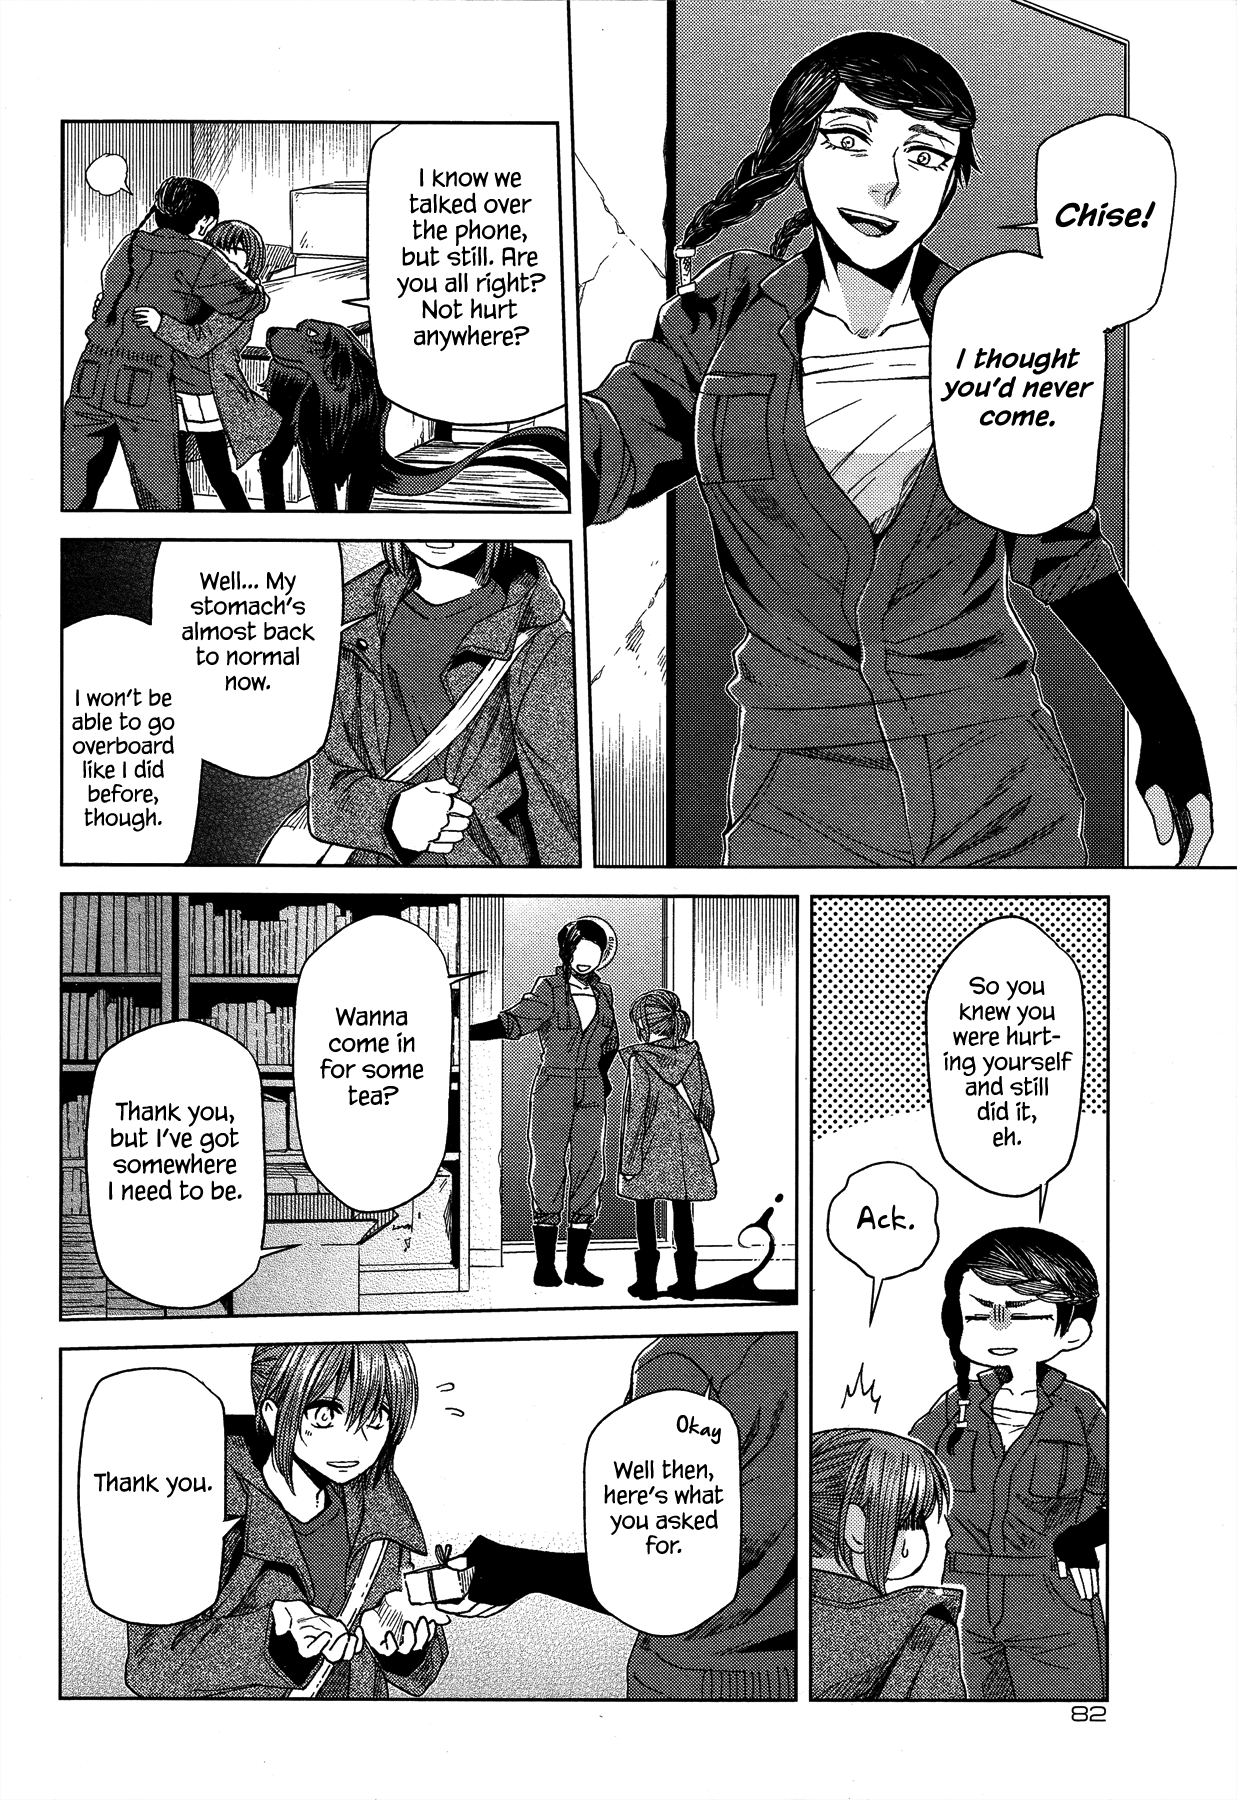 Chise!
I thought
you'd never
come.
I know we
talked over
the phone,
but still. Are
you all right?
Not hurt
anywhere?
Well... My
stomach's
almost back
to normal
now.
I won't be
able to go
overboard
like I did
before,
though.
So you
knew you
were hurt-
ing yourself
and still
did it,
eh.
Ack.
Wanna
come in
for some
tea?
Thank you,
but I've got
somewhere
I need to be.
Okay
Well then,
here's what
you asked
for.
Thank you.
82